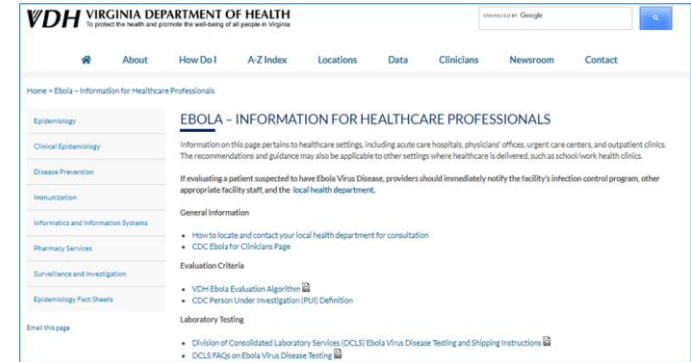 VDH VIRGINIA DEPARTMENT OF HEALTH
To protect the health and promote the well-being of all people in Virginia
ENHANCED BY Google
About How Do I A-Z Index Locations Data Clinicians Newsroom Contact
Home » Ebola – Information for Healthcare Professionals
Epidemiology
Clinical Epidemiology
Disease Prevention
Immunization
Informatics and Information Systems
Pharmacy Services
Surveillance and Investigation
Epidemiology Fact Sheets
Email this page
EBOLA – INFORMATION FOR HEALTHCARE PROFESSIONALS
Information on this page pertains to healthcare settings, including acute care hospitals, physicians' offices, urgent care centers, and outpatient clinics.
The recommendations and guidance may also be applicable to other settings where healthcare is delivered, such as school/work health clinics.
If evaluating a patient suspected to have Ebola Virus Disease, providers should immediately notify the facility's infection control program, other
appropriate facility staff, and the local health department.
General Information
• How to locate and contact your local health department for consultation
• CDC Ebola for Clinicians Page
Evaluation Criteria
• VDH Ebola Evaluation Algorithm
• CDC Person Under Investigation (PUI) Definition
Laboratory Testing
• Division of Consolidated Laboratory Services (DCLS) Ebola Virus Disease Testing and Shipping Instructions
• DCLS FAQs on Ebola Virus Disease Testing